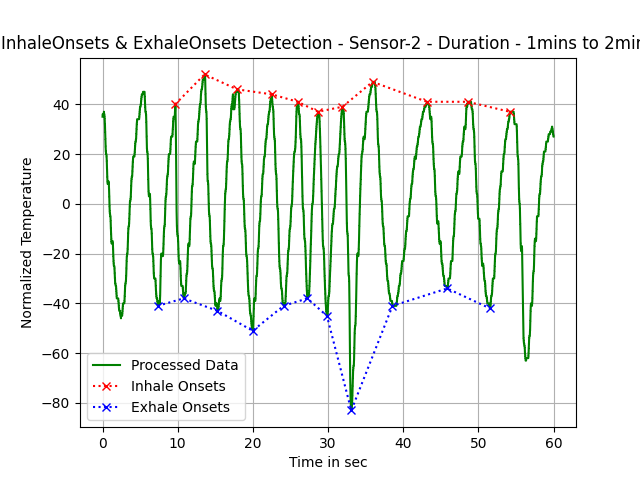 InhaleOnsets & ExhaleOnsets Detection - Sensor-2 - Duration - 1mins to 2min
Normalized Temperature
40
20
0
−20
−40
−60
−80
Processed Data
Inhale Onsets
Exhale Onsets
0 10 20 30 40 50 60
Time in sec